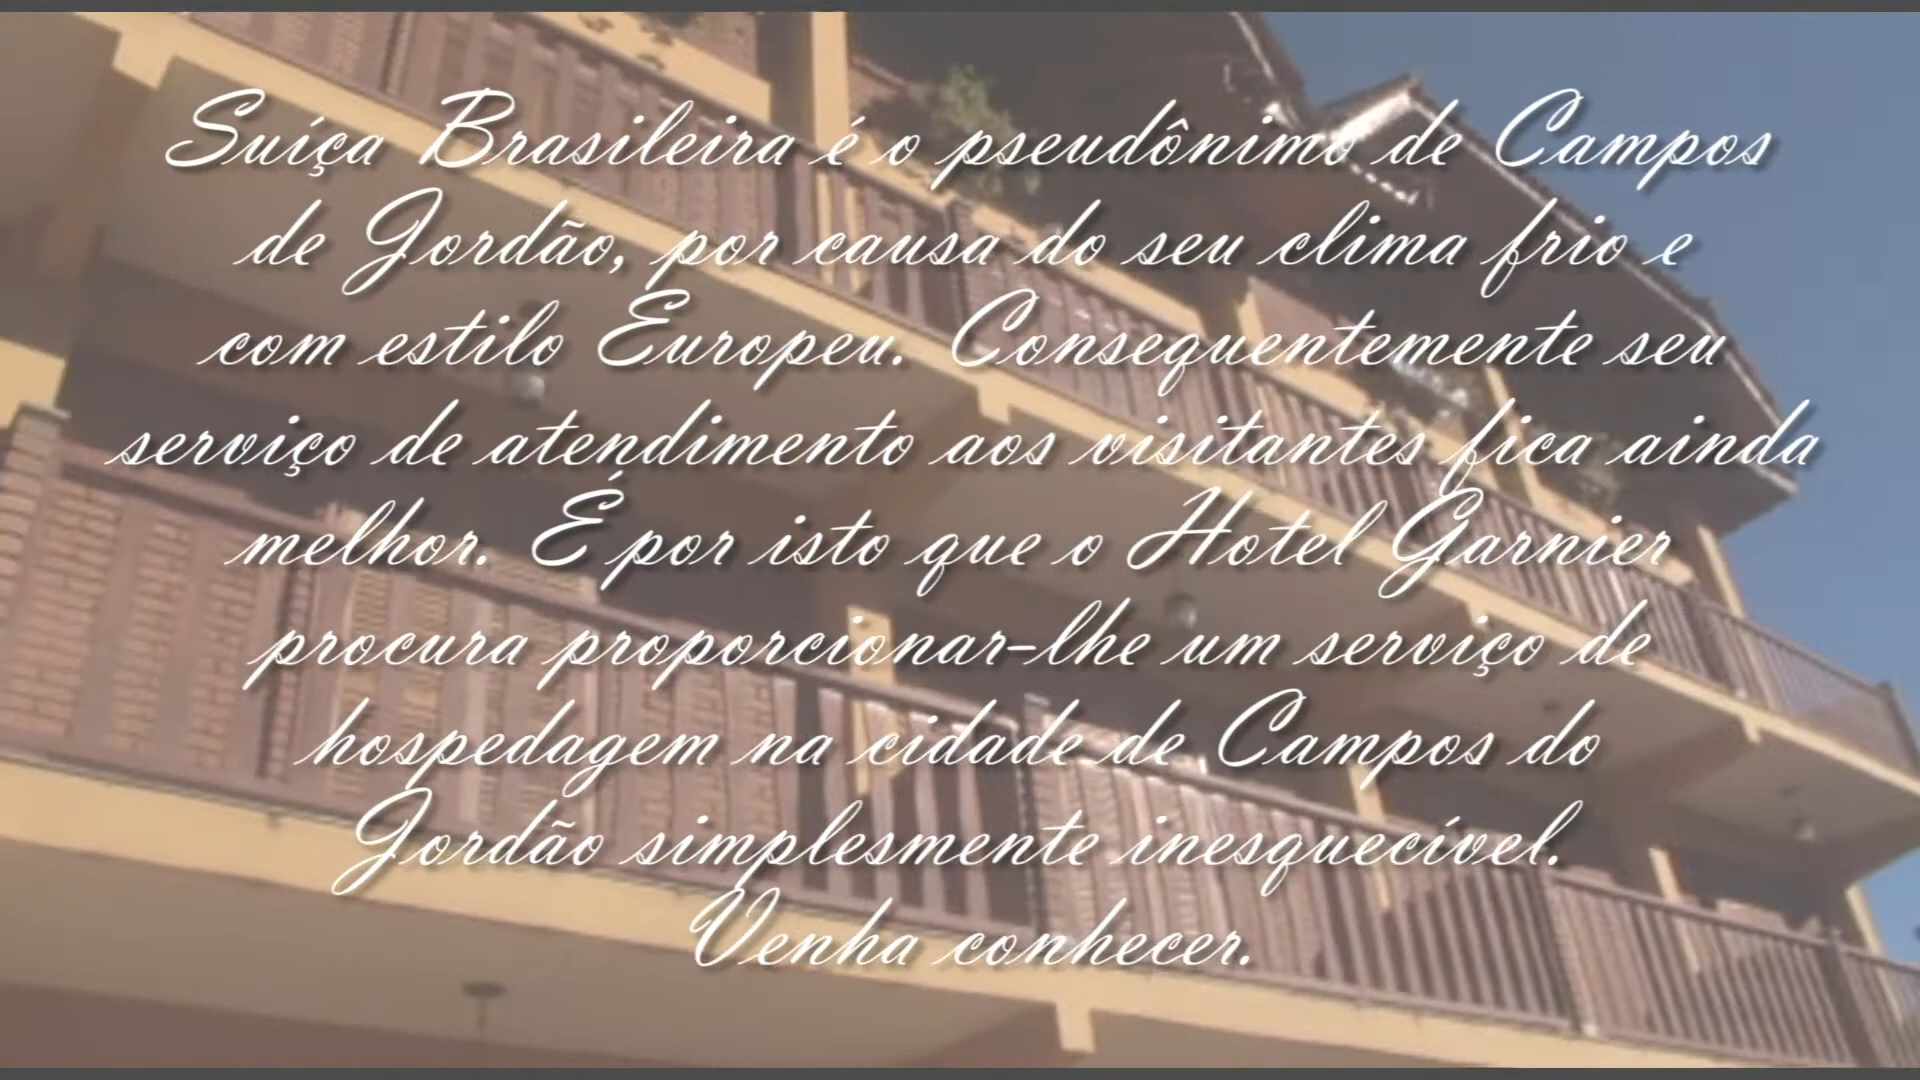 Suíça Brasileira é o pseudônimo de Campos
de Jordão, por causa do seu clima frio e
com estilo Europeu. Consequentemente seu
serviço de atendimento aos visitantes fica ainda
melhor. É por isto que o Hotel Garnier
procura proporcionar-lhe um serviço de
hospedagem na cidade de Campos do
Jordão simplesmente inesquecível.
Venha conhecer.